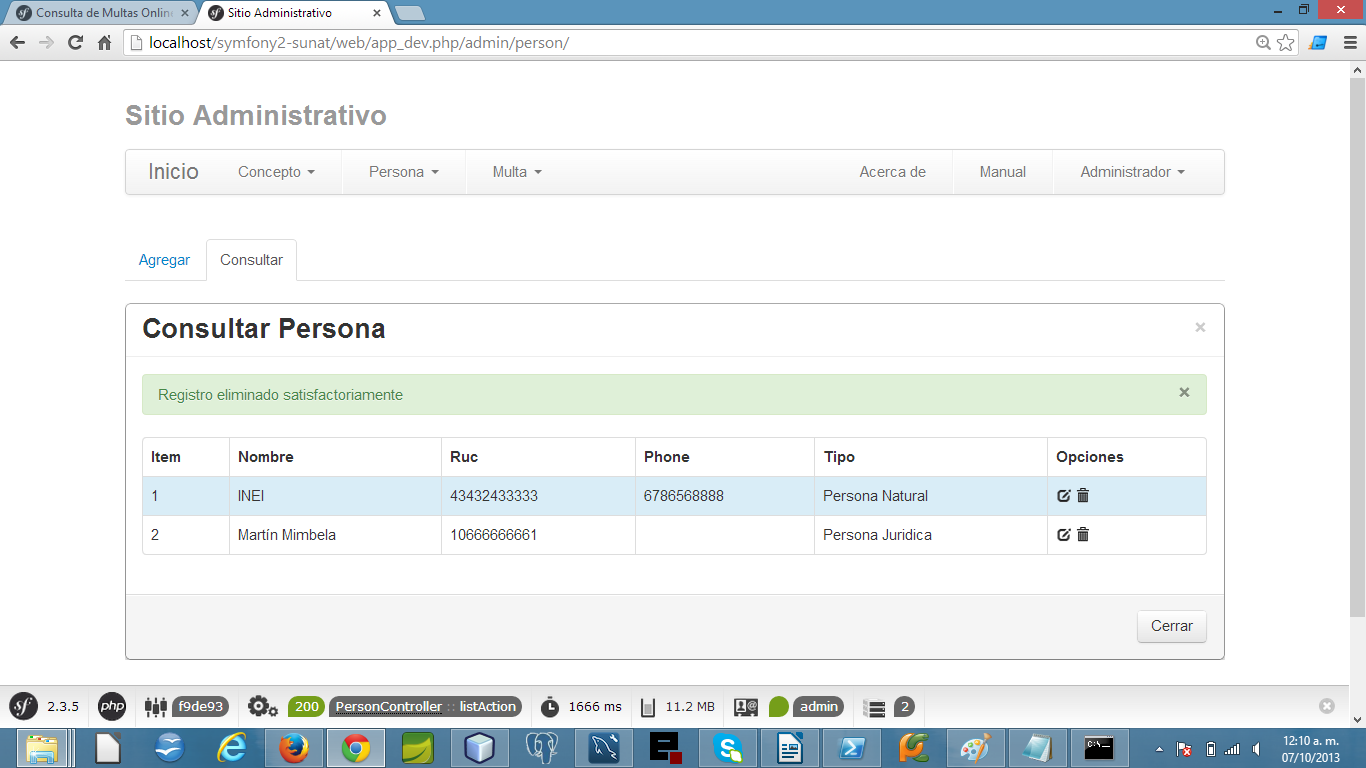 Consulta de Multas Onlin
Sitio Administrativo
localhost/symfony2-sunat/web/app_dev.php/admin/person/
Sitio Administrativo
Inicio Concepto Persona Multa Acerca de Manual Administrador
Agregar Consultar
Consultar Persona ×
Registro eliminado satisfactoriamente ×
Item Nombre Ruc Phone Tipo Opciones
1 INEI 43432433333 6786568888 Persona Natural
2 Martín Mimbela 10666666661 Persona Juridica
Cerrar
sf 2.3.5 php f9de93 200 PersonController :: listAction 1666 ms 11.2 MB admin 2
C:\_
12:10 a. m.
07/10/2013